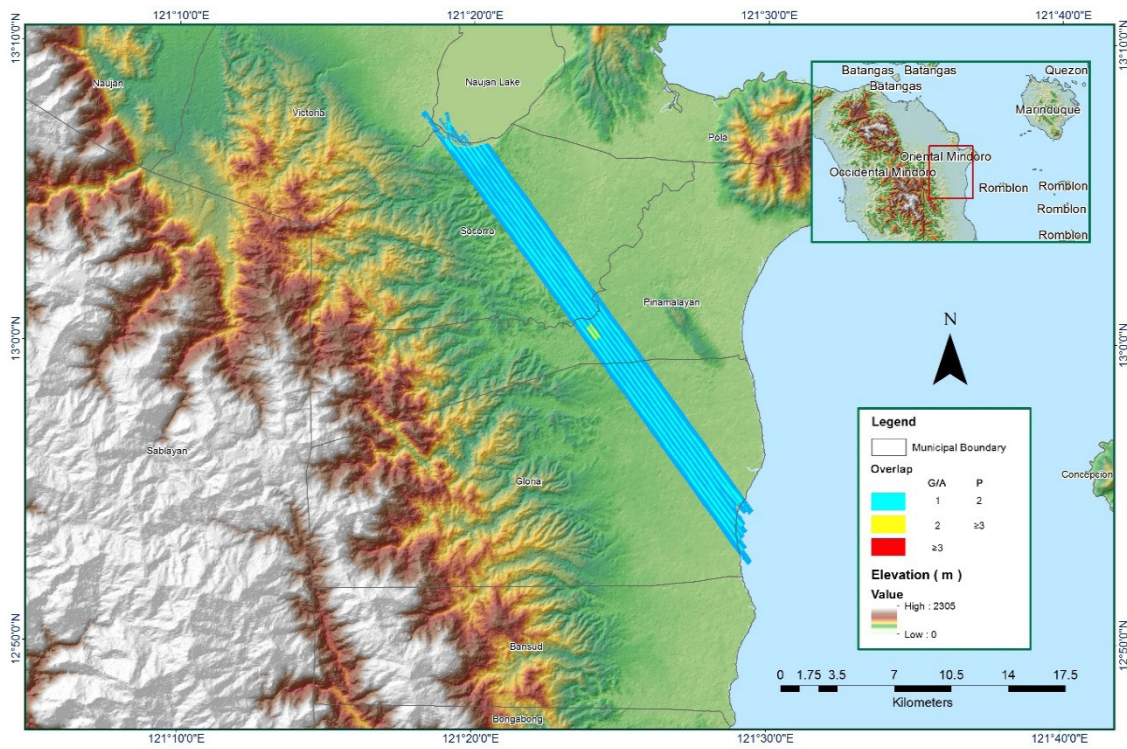 121°10'0"E
121°20'0"E
121°30'0"E
121°40'0"E
13°10'0"N
13°10'0"N
Naujan
Naujan Lake
Victoria
Pola
Batangas
Batangas
Batangas
Quezon
Marinduque
Oriental Mindoro
Occidental Mindoro
Romblon
Romblon
Romblon
Romblon
Socorro
Pinamalayan
13°0'0"N
13°0'0"N
N
Sablayan
Gloria
Concepcion
Legend
Municipal Boundary
Overlap
G/A P
1 2
2 ≥3
≥3
Elevation ( m )
Value
High : 2305
Low : 0
12°50'0"N
12°50'0"N
Bansud
Bongabong
0 1.75 3.5 7 10.5 14 17.5
Kilometers
121°10'0"E
121°20'0"E
121°30'0"E
121°40'0"E